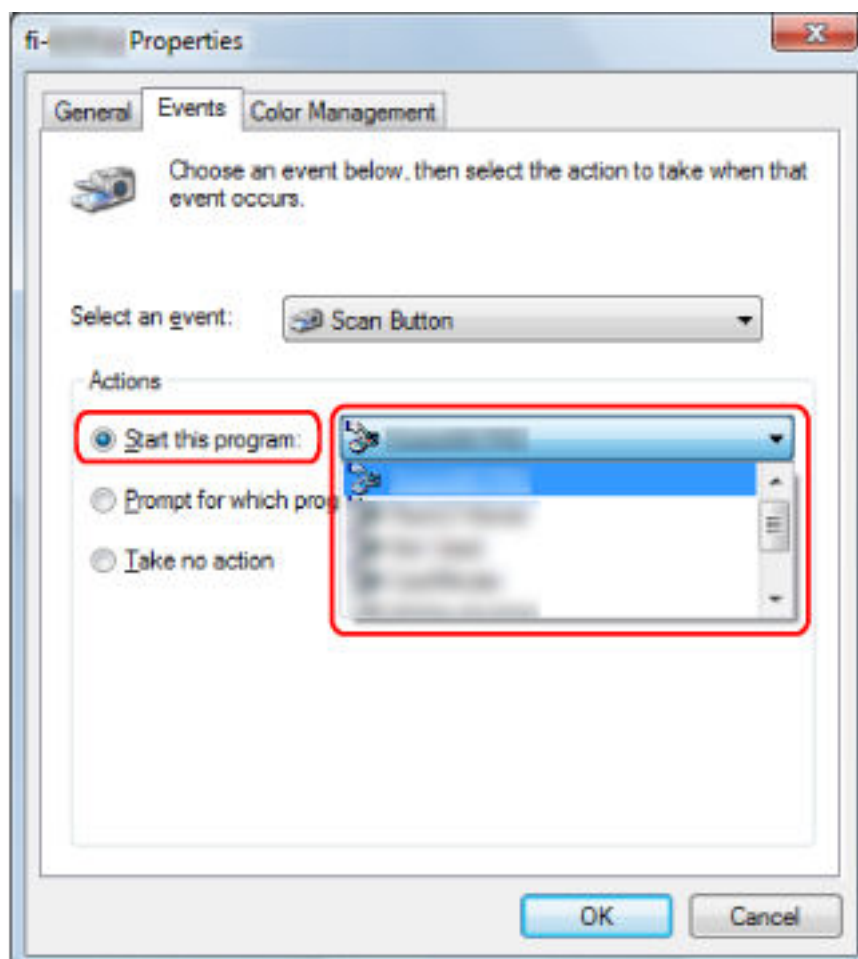 fi- Properties
General Events Color Management
Choose an event below, then select the action to take when that
event occurs.
Select an event: Scan Button
Actions
Start this program:
Prompt for which prog
Take no action
OK Cancel